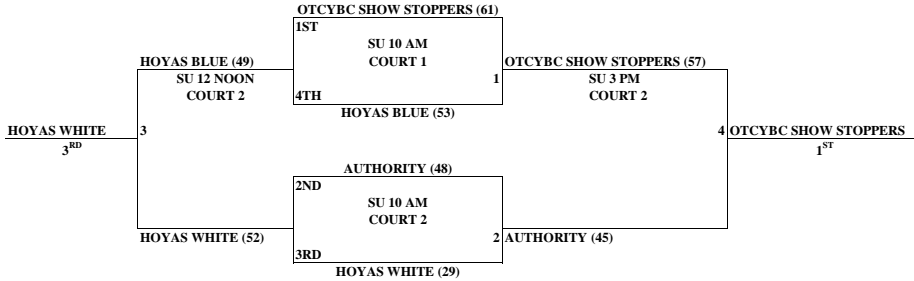 OTCYBC SHOW STOPPERS (61)
1ST
SU 10 AM
COURT 1
HOYAS BLUE (49)
OTCYBC SHOW STOPPERS (57)
SU 12 NOON
COURT 2
1
SU 3 PM
COURT 2
4TH
HOYAS BLUE (53)
HOYAS WHITE
3
4
OTCYBC SHOW STOPPERS
3RD
1ST
AUTHORITY (48)
2ND
SU 10 AM
COURT 2
HOYAS WHITE (52)
2
AUTHORITY (45)
3RD
HOYAS WHITE (29)